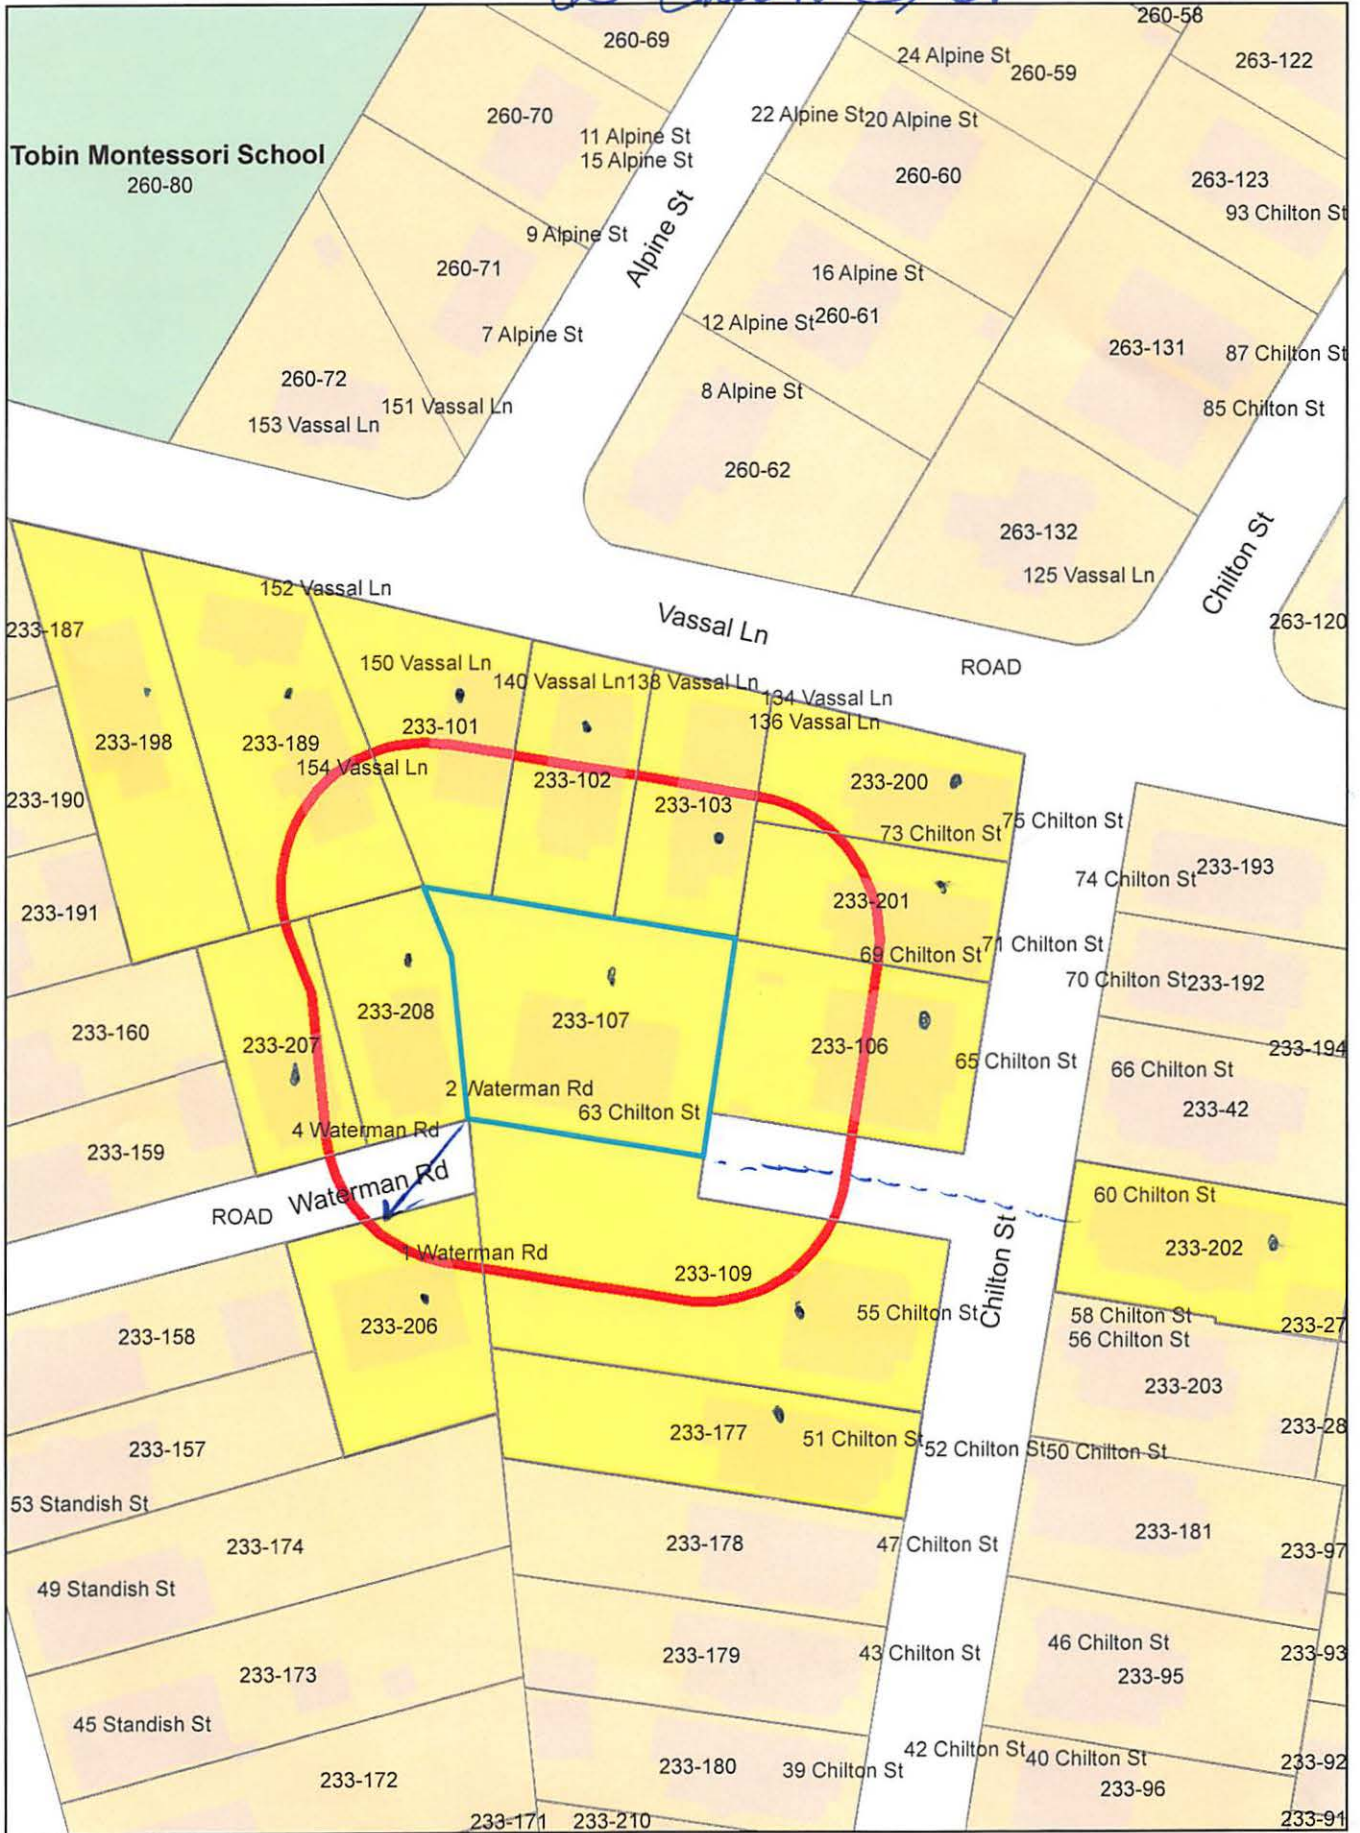 260-58
260-69
24 Alpine St
260-59
263-122
260-70
22 Alpine St
20 Alpine St
11 Alpine St
15 Alpine St
Tobin Montessori School
260-80
260-60
263-123
93 Chilton St
9 Alpine St
Alpine St
260-71
16 Alpine St
12 Alpine St
260-61
7 Alpine St
263-131
87 Chilton St
260-72
151 Vassal Ln
153 Vassal Ln
8 Alpine St
85 Chilton St
260-62
263-132
125 Vassal Ln
Chilton St
152 Vassal Ln
Vassal Ln
233-187
263-120
150 Vassal Ln
140 Vassal Ln
138 Vassal Ln
134 Vassal Ln
136 Vassal Ln
ROAD
233-101
233-198
233-189
154 Vassal Ln
233-102
233-103
233-200
233-190
73 Chilton St
75 Chilton St
74 Chilton St
233-193
233-191
233-201
69 Chilton St
71 Chilton St
70 Chilton St
233-192
233-160
233-207
233-208
233-107
233-106
65 Chilton St
233-194
66 Chilton St
233-42
2 Waterman Rd
63 Chilton St
4 Waterman Rd
233-159
Waterman Rd
ROAD
60 Chilton St
233-202
1 Waterman Rd
233-109
Chilton St
55 Chilton St
58 Chilton St
56 Chilton St
233-27
233-158
233-206
233-203
233-157
233-177
51 Chilton St
52 Chilton St
50 Chilton St
233-28
53 Standish St
233-174
233-178
47 Chilton St
233-181
233-97
49 Standish St
233-173
233-179
43 Chilton St
46 Chilton St
233-95
233-93
45 Standish St
233-172
233-180
39 Chilton St
42 Chilton St
40 Chilton St
233-96
233-92
233-171
233-210
233-91